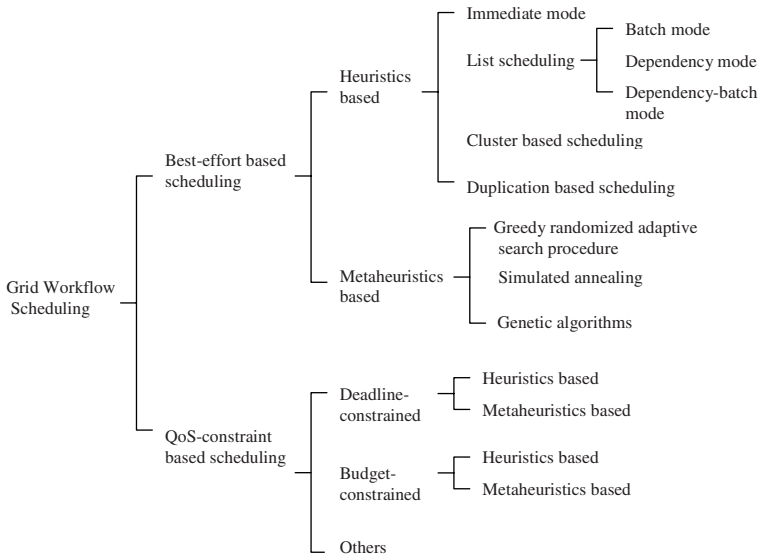 Immediate mode
Batch mode
List scheduling
Dependency mode
Heuristics
based
Dependency-batch
mode
Cluster based scheduling
Best-effort based
scheduling
Duplication based scheduling
Greedy randomized adaptive
search procedure
Metaheuristics
based
Simulated annealing
Grid Workflow
Scheduling
Genetic algorithms
Deadline-
constrained
Heuristics based
Metaheuristics based
QoS-constraint
based scheduling
Budget-
constrained
Heuristics based
Metaheuristics based
Others